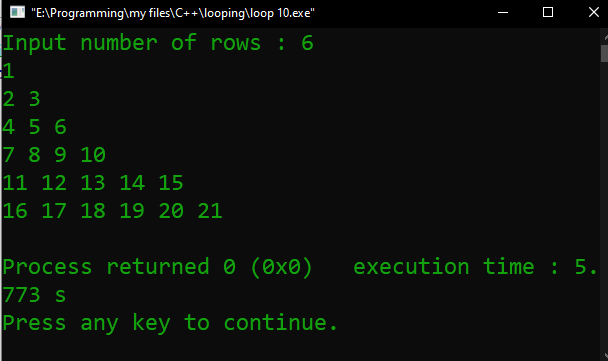 "E:\Programming\my files\C++\looping\loop 10.exe"
Input number of rows : 6
1
2 3
4 5 6
7 8 9 10
11 12 13 14 15
16 17 18 19 20 21
Process returned 0 (0x0)   execution time : 5.
773 s
Press any key to continue.